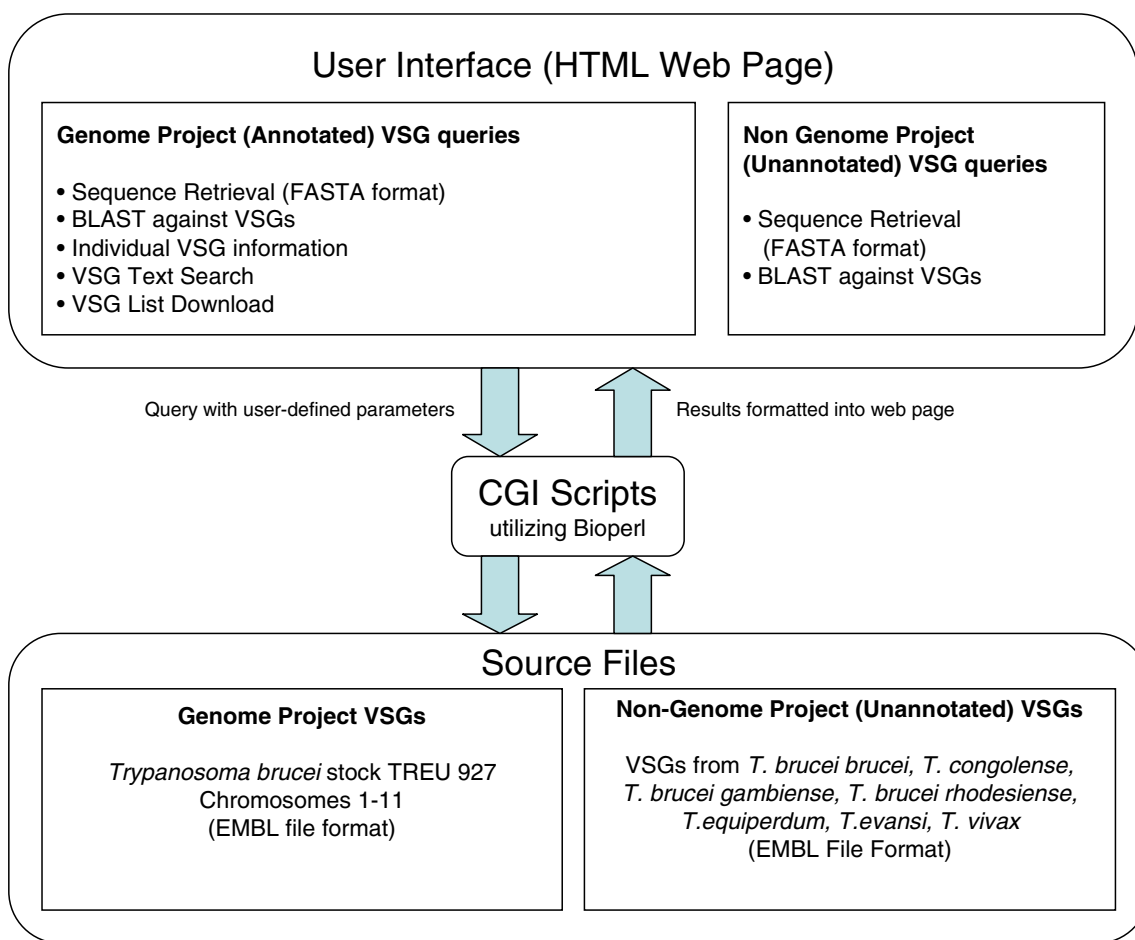 User Interface (HTML Web Page)
Genome Project (Annotated) VSG queries
• Sequence Retrieval (FASTA format)
• BLAST against VSGs
• Individual VSG information
• VSG Text Search
• VSG List Download
Non Genome Project
(Unannotated) VSG queries
• Sequence Retrieval
(FASTA format)
• BLAST against VSGs
Query with user-defined parameters
Results formatted into web page
CGI Scripts
utilizing Bioperl
Source Files
Genome Project VSGs
Trypanosoma brucei stock TREU 927
Chromosomes 1-11
(EMBL file format)
Non-Genome Project (Unannotated) VSGs
VSGs from T. brucei brucei, T. congolense,
T. brucei gambiense, T. brucei rhodesiense,
T.equiperdum, T.evansi, T. vivax
(EMBL File Format)